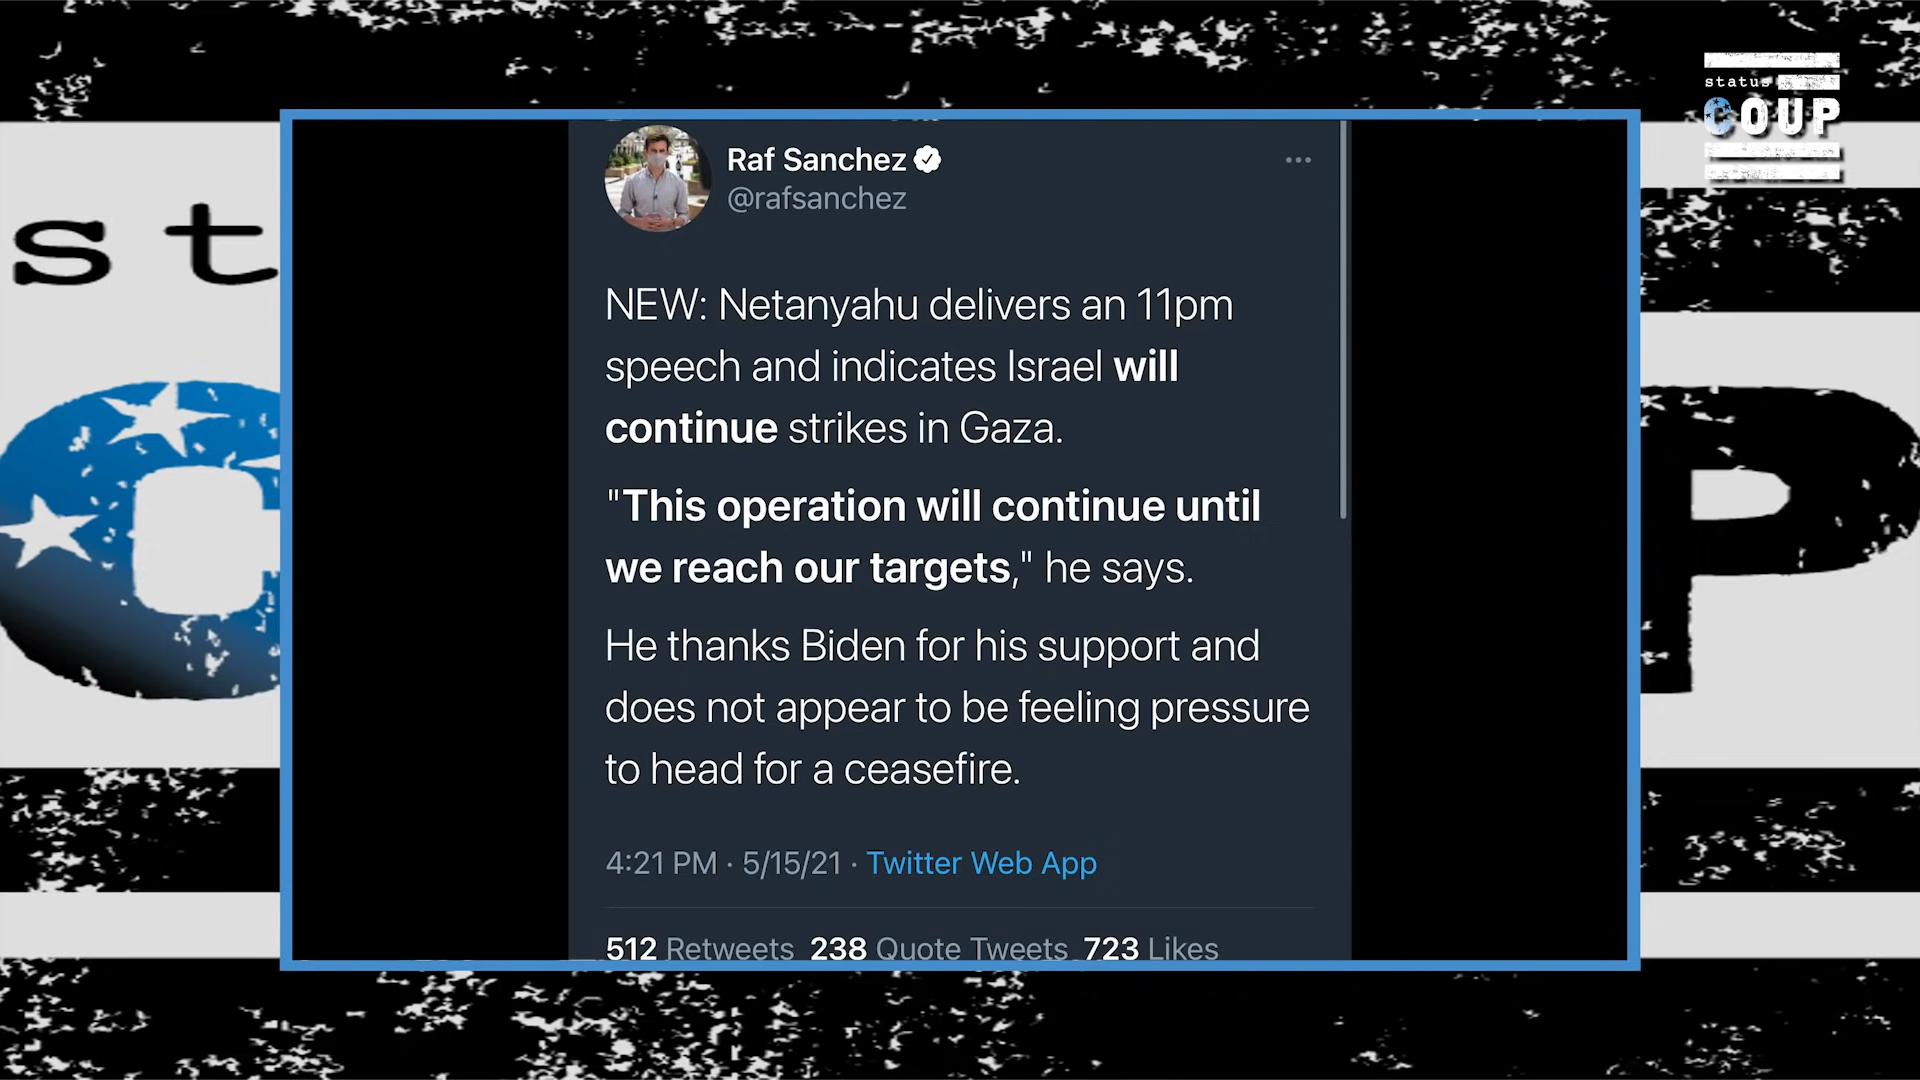 status
COUP
st
C
P
Raf Sanchez
@rafsanchez
NEW: Netanyahu delivers an 11pm
speech and indicates Israel will
continue strikes in Gaza.
"This operation will continue until
we reach our targets," he says.
He thanks Biden for his support and
does not appear to be feeling pressure
to head for a ceasefire.
4:21 PM · 5/15/21 · Twitter Web App
512 Retweets 238 Quote Tweets 723 Likes